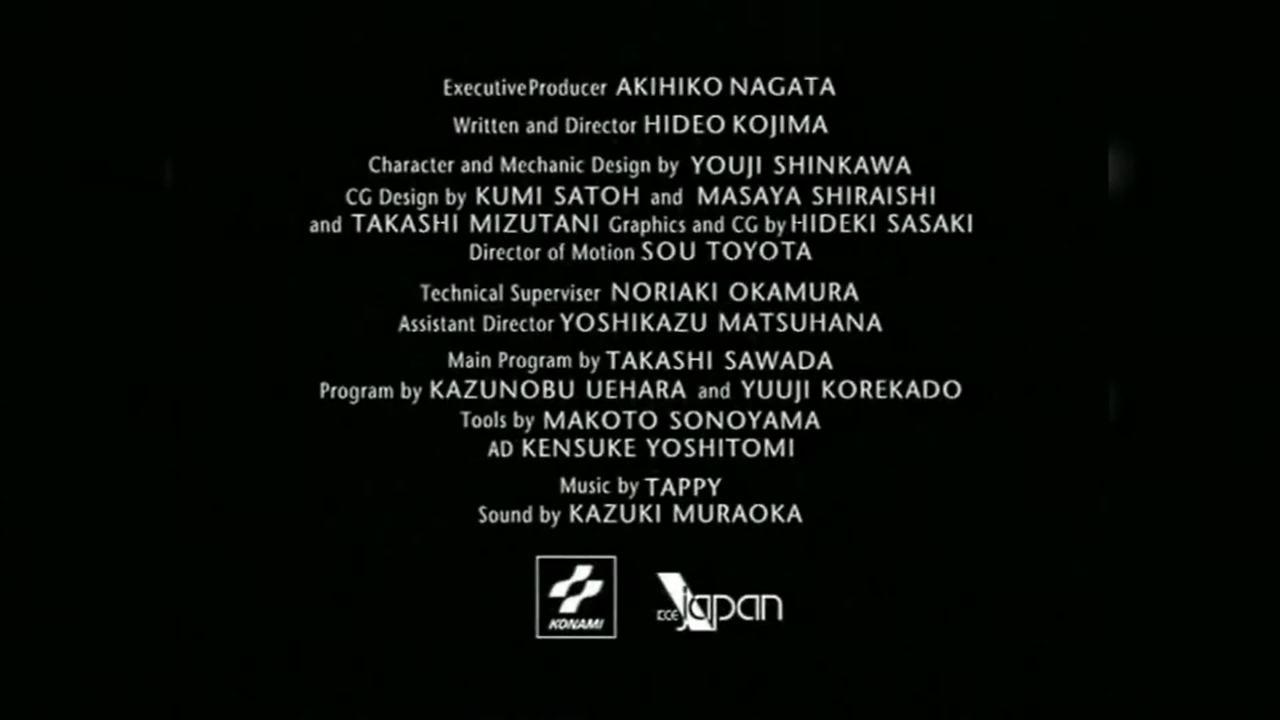 ExecutiveProducer AKIHIKO NAGATA
Written and Director HIDEO KOJIMA
Character and Mechanic Design by YOUJI SHINKAWA
CG Design by KUMI SATOH and MASAYA SHIRAISHI
and TAKASHI MIZUTANI Graphics and CG by HIDEKI SASAKI
Director of Motion SOU TOYOTA
Technical Superviser NORIAKI OKAMURA
Assistant Director YOSHIKAZU MATSUHANA
Main Program by TAKASHI SAWADA
Program by KAZUNOBU UEHARA and YUUJI KOREKADO
Tools by MAKOTO SONOYAMA
AD KENSUKE YOSHITOMI
Music by TAPPY
Sound by KAZUKI MURAOKA
KONAMI
japan